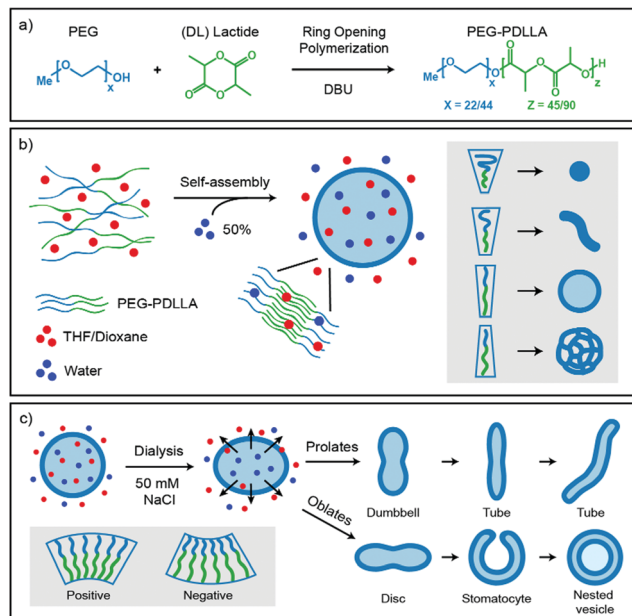 a)
PEG
(DL) Lactide
Ring Opening
Polymerization
PEG-PDLLA
Me
O
x
OH
+
O
O
O
O
DBU
Me
O
x
O
O
O
O
O
H
z
X = 22/44
Z = 45/90
b)
Self-assembly
50%
PEG-PDLLA
THF/Dioxane
Water
c)
Dialysis
50 mM
NaCl
Prolates
Oblates
Dumbbell
Tube
Tube
Disc
Stomatocyte
Nested
vesicle
Positive
Negative